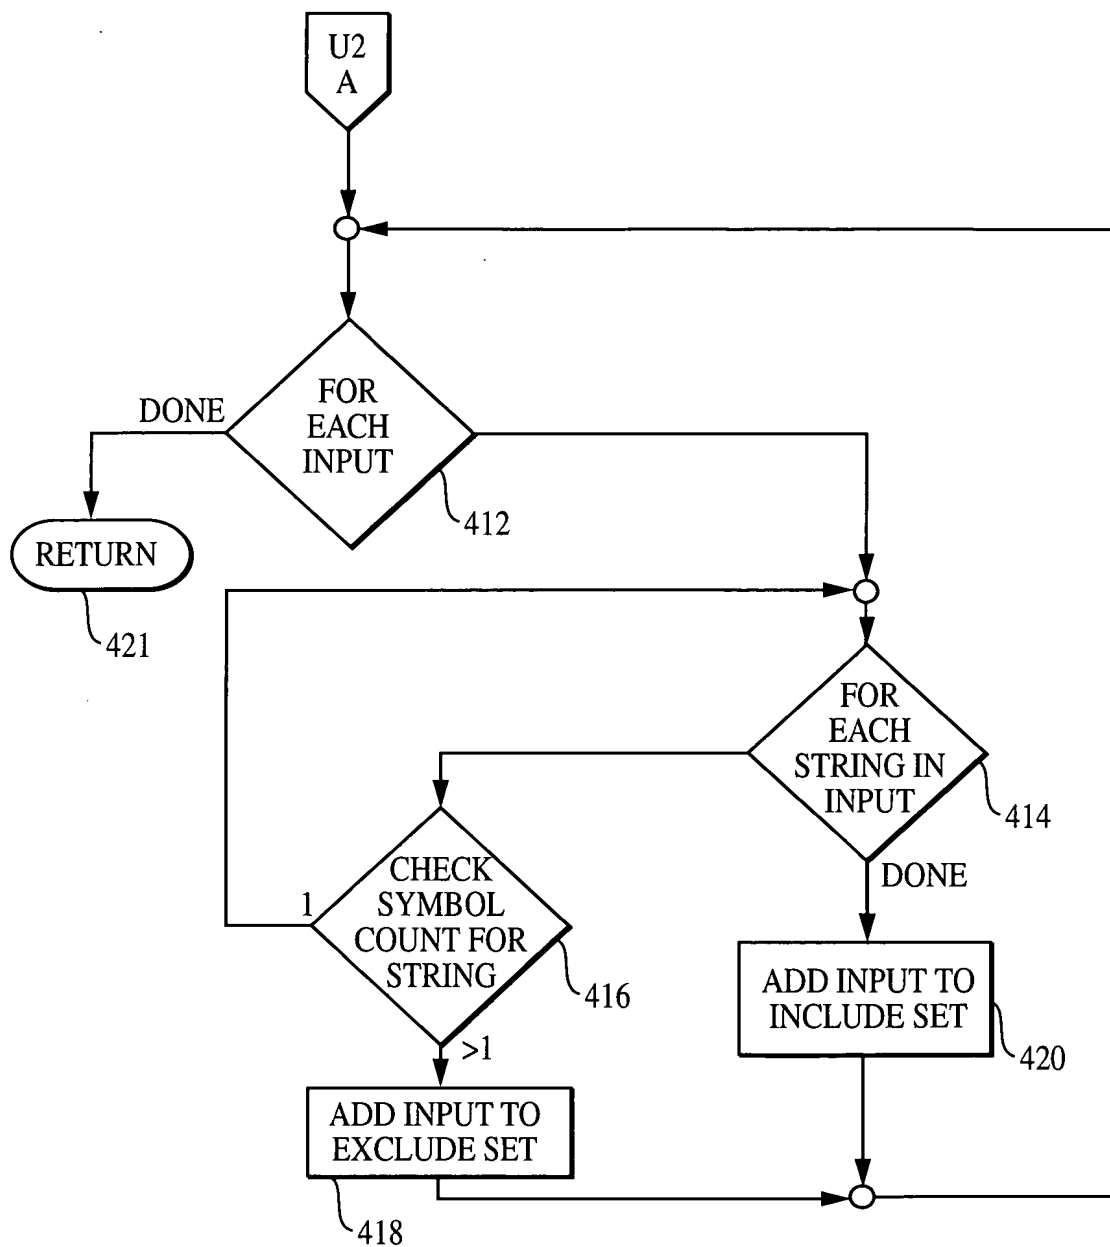 U2
A
FOR
EACH
INPUT
DONE
412
RETURN
421
FOR
EACH
STRING IN
INPUT
414
DONE
CHECK
SYMBOL
COUNT FOR
STRING
1
416
>1
ADD INPUT TO
INCLUDE SET
420
ADD INPUT TO
EXCLUDE SET
418